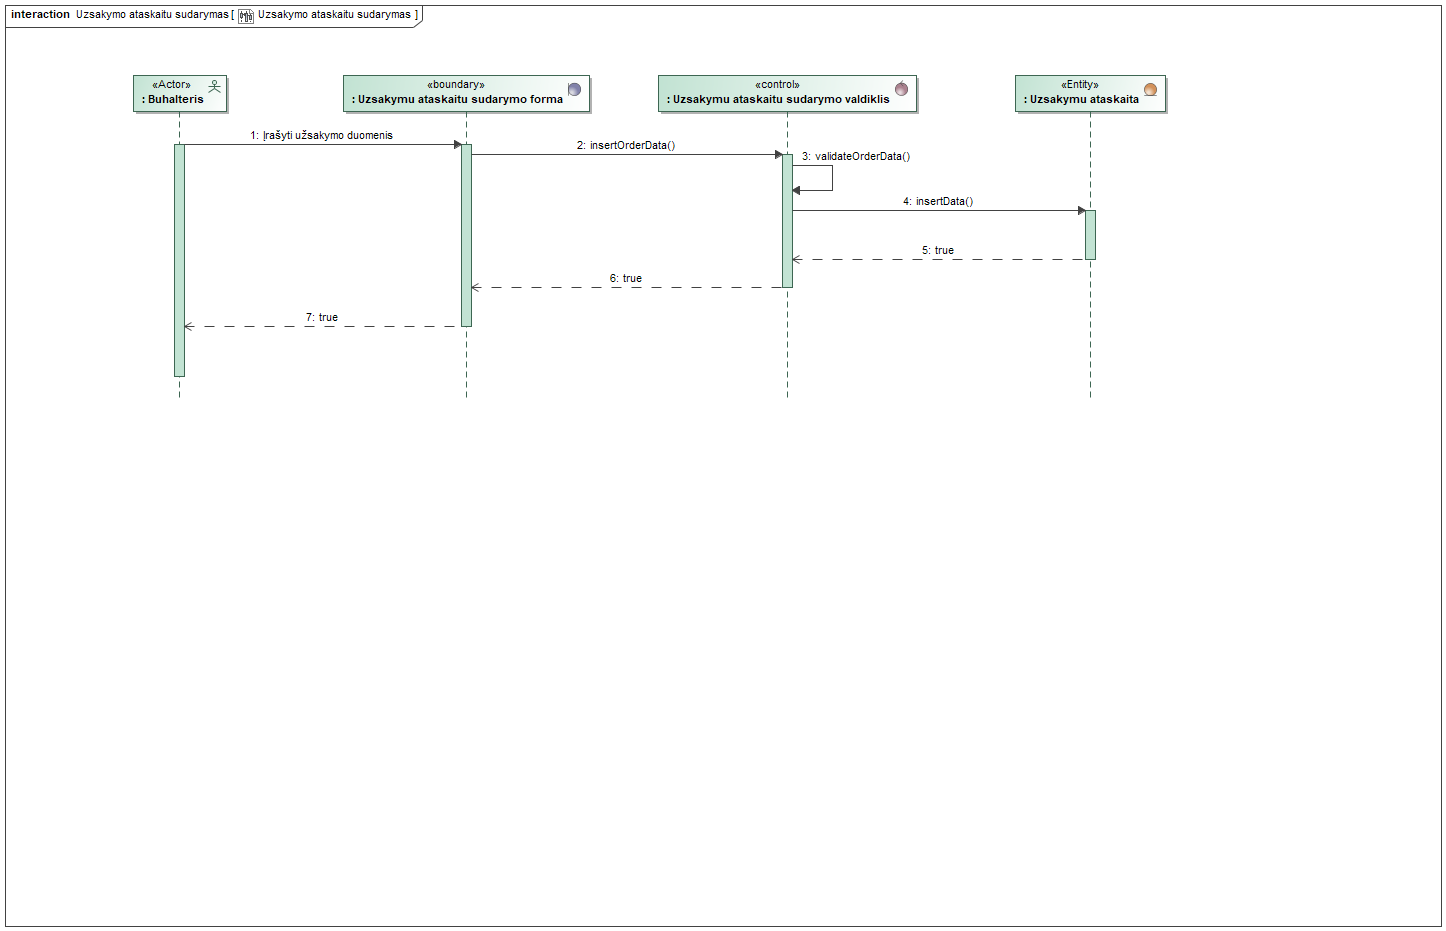 interaction Uzsakymo ataskaitu sudarymas [ Uzsakymo ataskaitu sudarymas ]
«Actor»
: Buhalteris
«boundary»
: Uzsakymu ataskaitu sudarymo forma
«control»
: Uzsakymu ataskaitu sudarymo valdiklis
«Entity»
: Uzsakymu ataskaita
1: Įrašyti užsakymo duomenis
2: insertOrderData()
3: validateOrderData()
4: insertData()
5: true
6: true
7: true